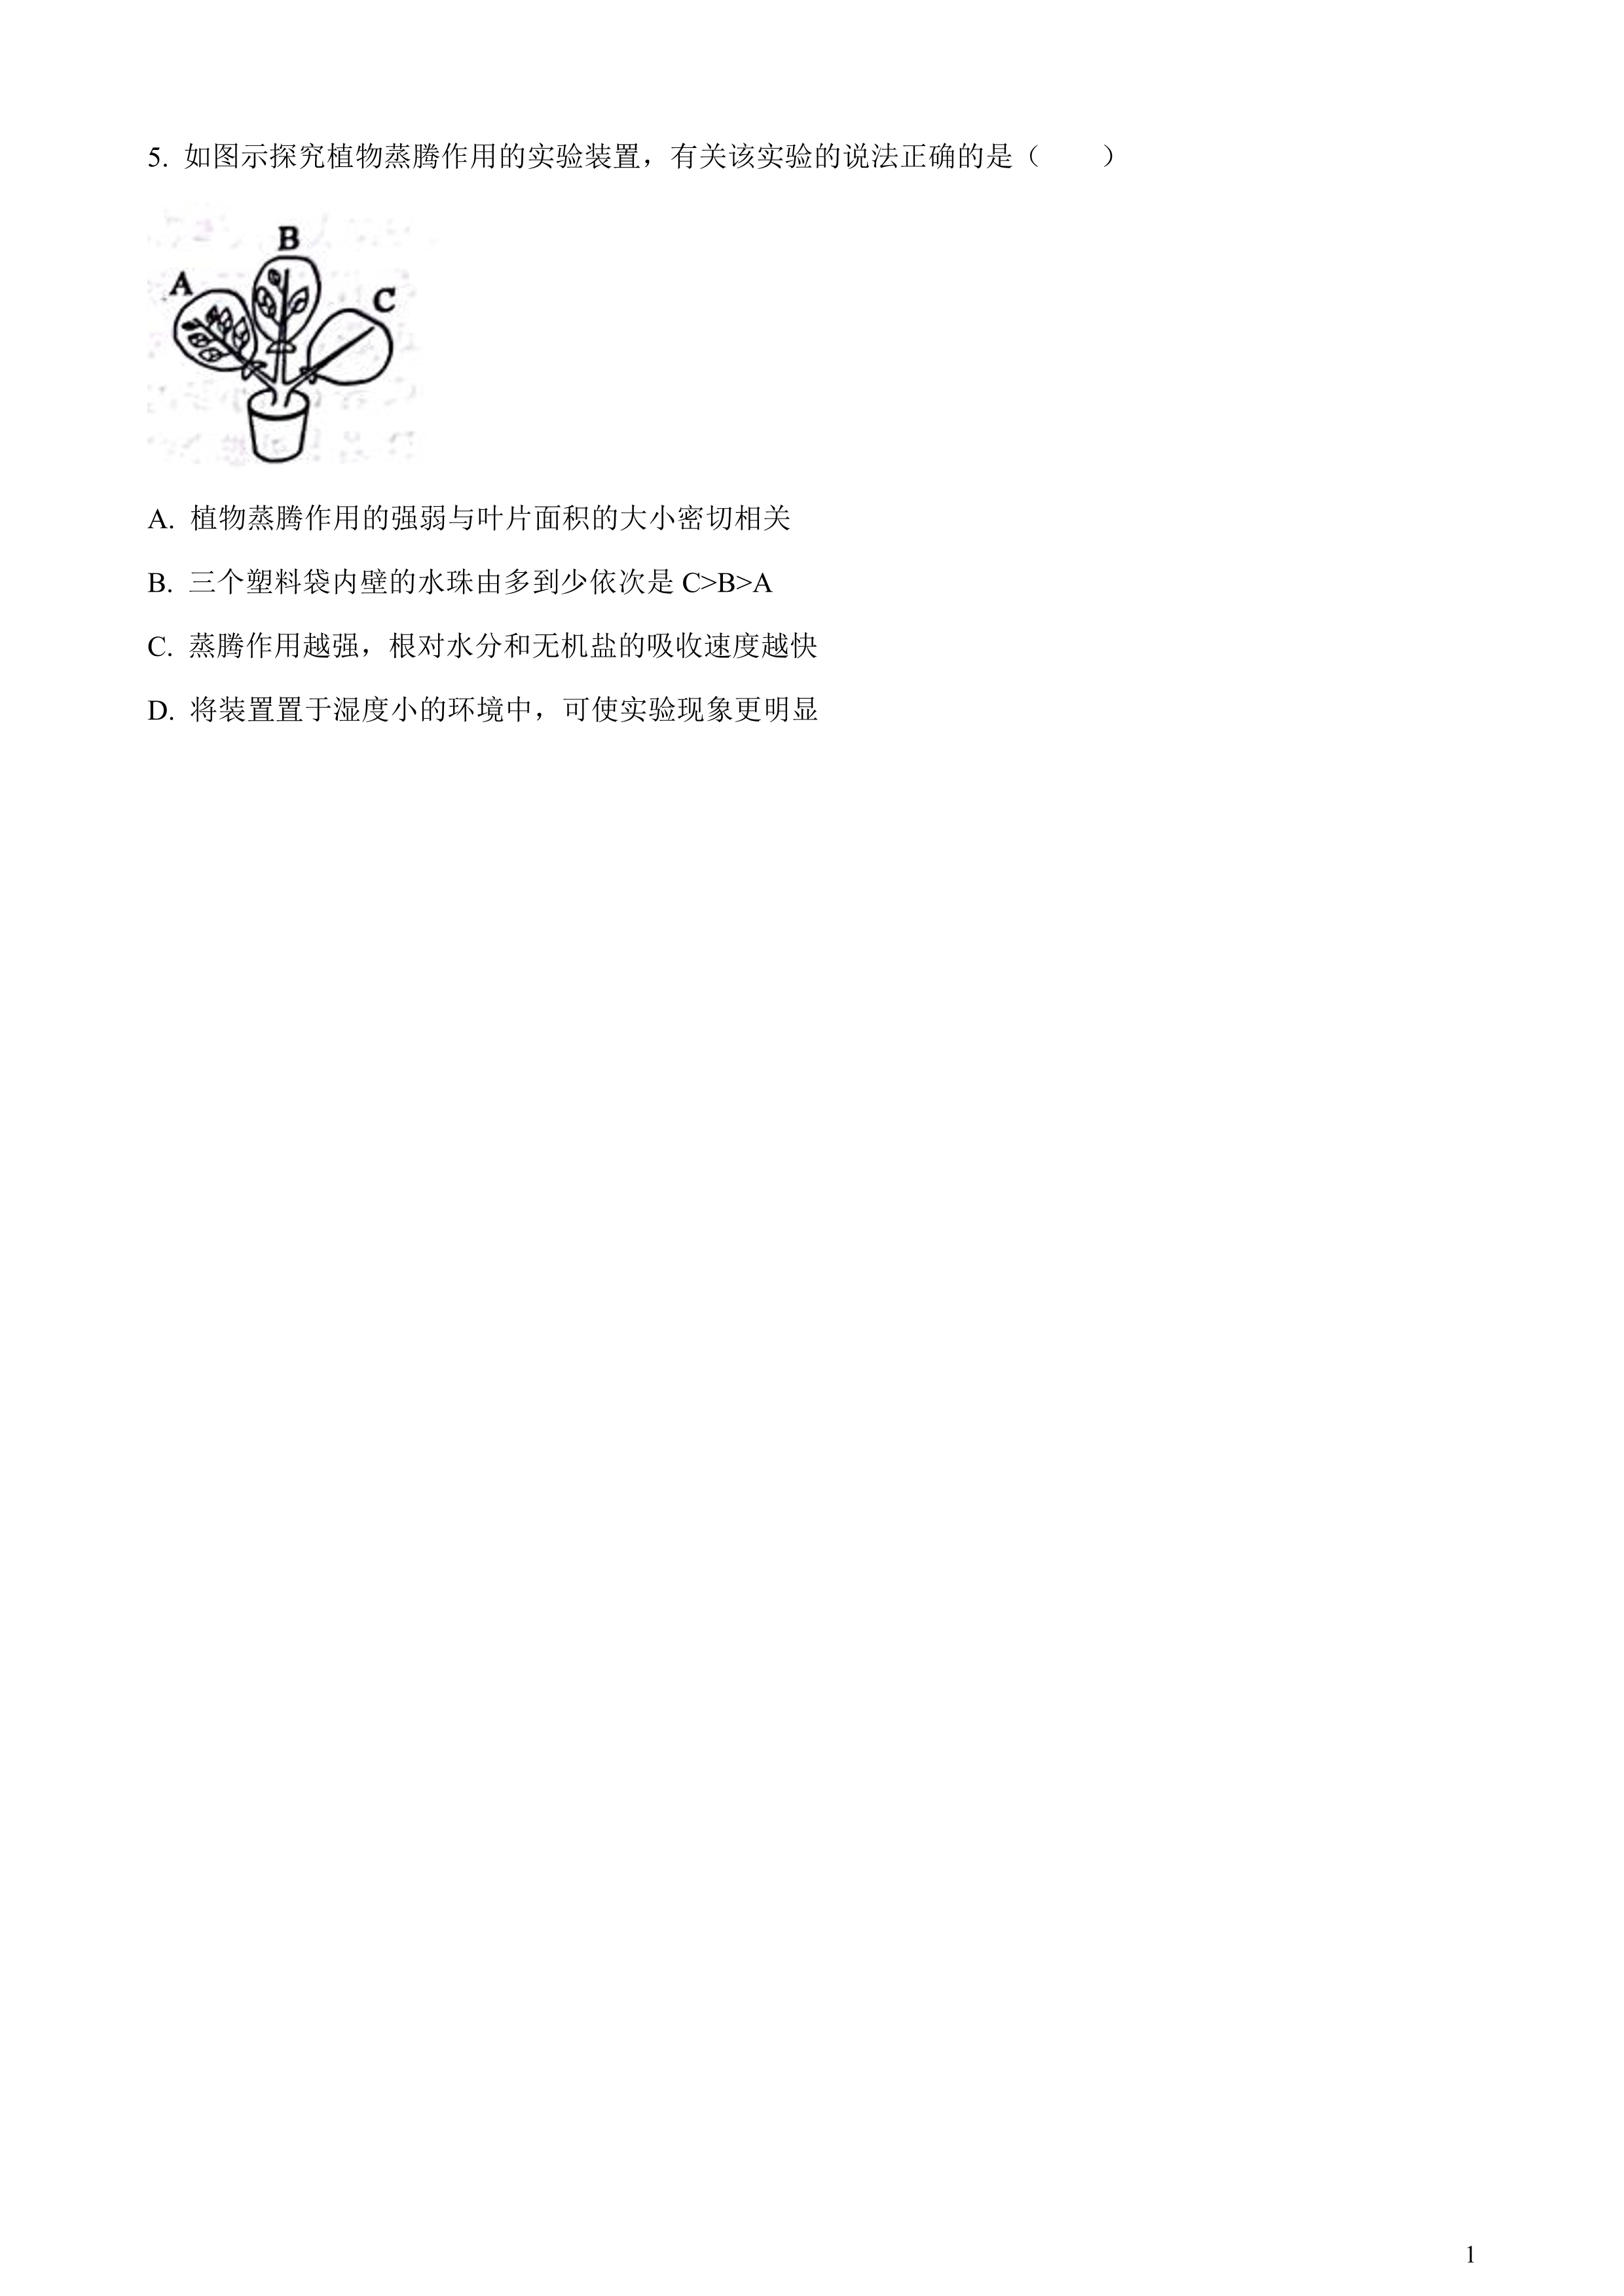 5. 如图示探究植物蒸腾作用的实验装置，有关该实验的说法正确的是（　　）
B
A
C
A. 植物蒸腾作用的强弱与叶片面积的大小密切相关
B. 三个塑料袋内壁的水珠由多到少依次是 C>B>A
C. 蒸腾作用越强，根对水分和无机盐的吸收速度越快
D. 将装置置于湿度小的环境中，可使实验现象更明显
1